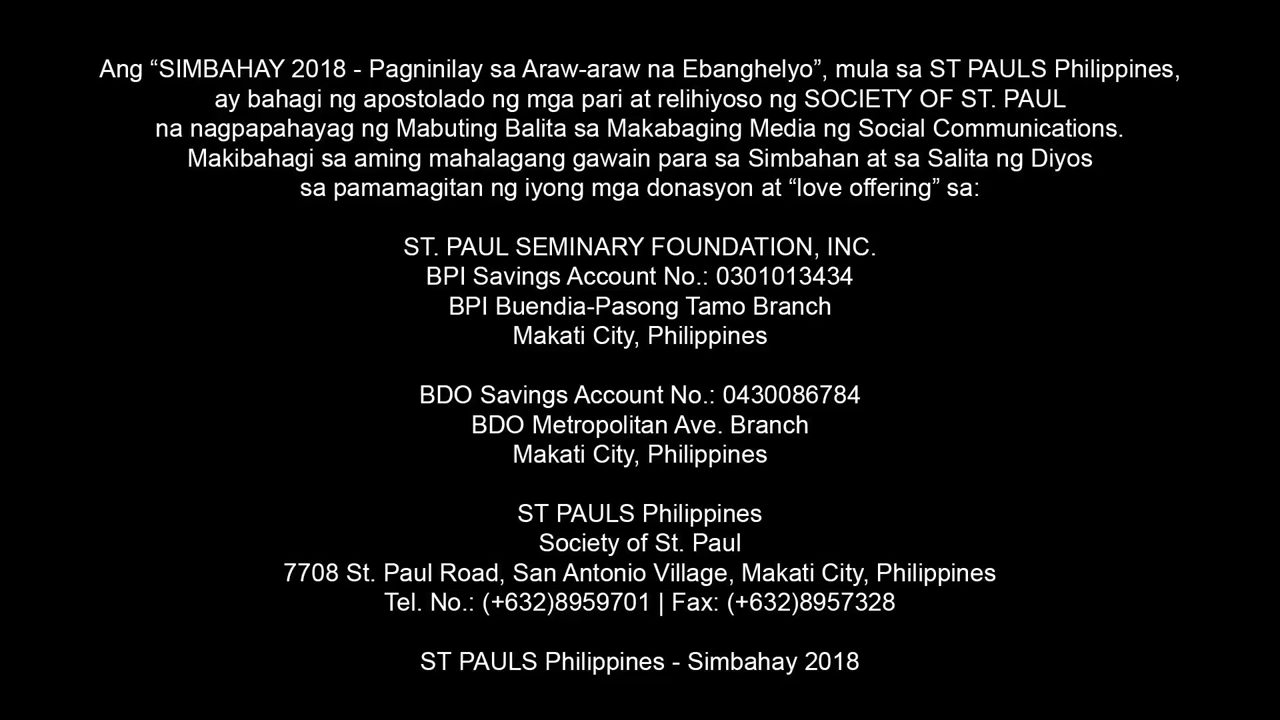 Ang “SIMBAHAY 2018 - Pagninilay sa Araw-araw na Ebanghelyo”, mula sa ST PAULS Philippines,
ay bahagi ng apostolado ng mga pari at relihiyoso ng SOCIETY OF ST. PAUL
na nagpapahayag ng Mabuting Balita sa Makabaging Media ng Social Communications.
Makibahagi sa aming mahalagang gawain para sa Simbahan at sa Salita ng Diyos
sa pamamagitan ng iyong mga donasyon at “love offering” sa:
ST. PAUL SEMINARY FOUNDATION, INC.
BPI Savings Account No.: 0301013434
BPI Buendia-Pasong Tamo Branch
Makati City, Philippines
BDO Savings Account No.: 0430086784
BDO Metropolitan Ave. Branch
Makati City, Philippines
ST PAULS Philippines
Society of St. Paul
7708 St. Paul Road, San Antonio Village, Makati City, Philippines
Tel. No.: (+632)8959701 | Fax: (+632)8957328
ST PAULS Philippines - Simbahay 2018